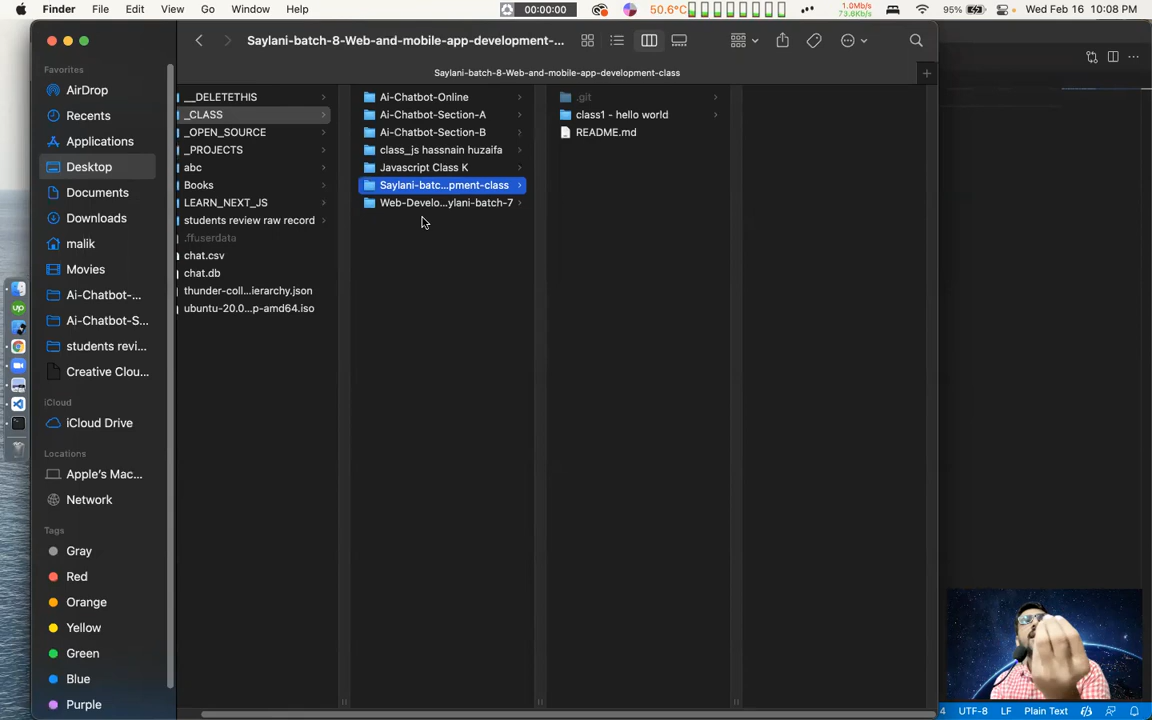 Finder File Edit View Go Window Help 00:00:00 50.6°C 1.0Mb/s 73.6Kb/s 95% Wed Feb 16 10:08 PM
Saylani-batch-8-Web-and-mobile-app-development-...
Saylani-batch-8-Web-and-mobile-app-development-class
Favorites
AirDrop
Recents
Applications
Desktop
Documents
Downloads
malik
Movies
Ai-Chatbot-...
Ai-Chatbot-S...
students revi...
Creative Clou...
iCloud
iCloud Drive
Locations
Apple's Mac...
Network
Tags
Gray
Red
Orange
Yellow
Green
Blue
Purple
__DELETETHIS
_CLASS
_OPEN_SOURCE
_PROJECTS
abc
Books
LEARN_NEXT_JS
students review raw record
.ffuserdata
chat.csv
chat.db
thunder-coll...ierarchy.json
ubuntu-20.0...p-amd64.iso
Ai-Chatbot-Online
Ai-Chatbot-Section-A
Ai-Chatbot-Section-B
class_js hassnain huzaifa
Javascript Class K
Saylani-batc...pment-class
Web-Develo...ylani-batch-7
.git
class1 - hello world
README.md
up
4 UTF-8 LF Plain Text